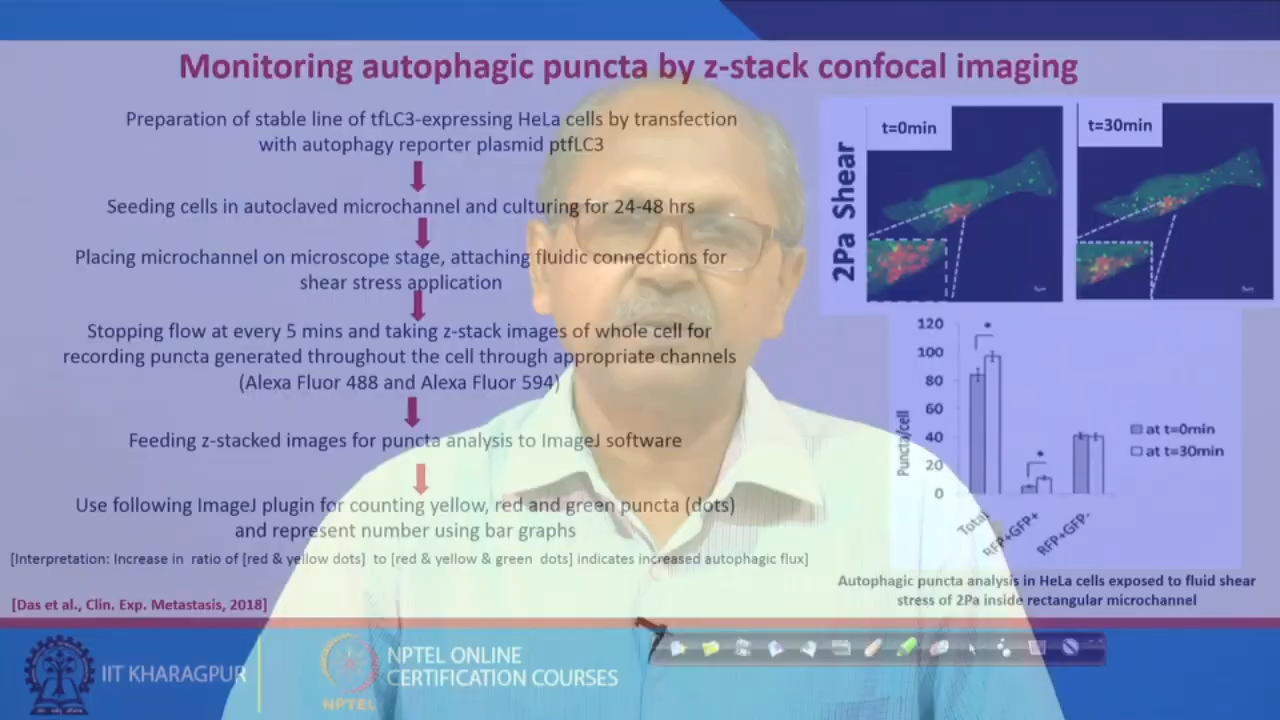 Monitoring autophagic puncta by z-stack confocal imaging
Preparation of stable line of tfLC3-expressing HeLa cells by transfection
with autophagy reporter plasmid ptfLC3
Seeding cells in autoclaved microchannel and culturing for 24-48 hrs
Placing microchannel on microscope stage, attaching fluidic connections for
shear stress application
Stopping flow at every 5 mins and taking z-stack images of whole cell for
recording puncta generated throughout the cell through appropriate channels
(Alexa Fluor 488 and Alexa Fluor 594)
Feeding z-stacked images for puncta analysis to ImageJ software
Use following ImageJ plugin for counting yellow, red and green puncta (dots)
and represent number using bar graphs
[Interpretation: Increase in ratio of [red & yellow dots] to [red & yellow & green dots] indicates increased autophagic flux]
[Das et al., Clin. Exp. Metastasis, 2018]
2Pa Shear
t=0min
t=30min
Puncta/cell
120
100
80
60
40
20
0
*
*
Total
RFP+GFP+
RFP+GFP-
at t=0min
at t=30min
Autophagic puncta analysis in HeLa cells exposed to fluid shear
stress of 2Pa inside rectangular microchannel
IIT KHARAGPUR
NPTEL
NPTEL ONLINE
CERTIFICATION COURSES